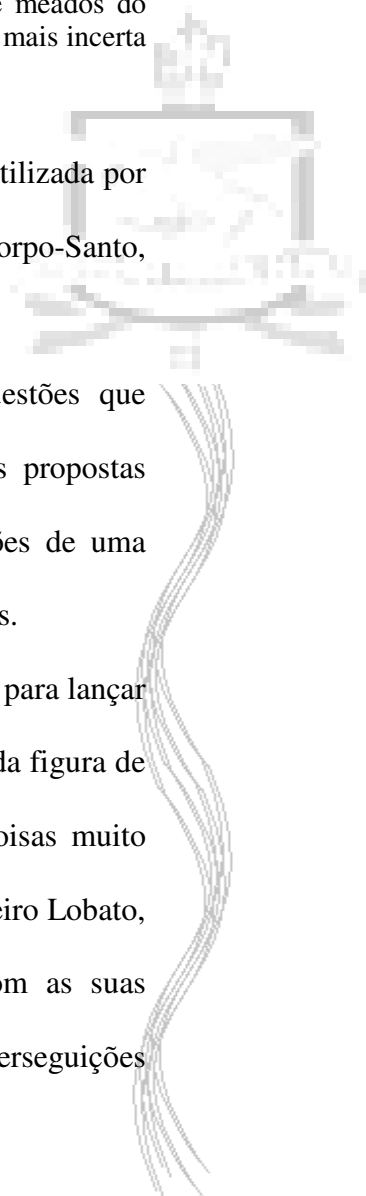 e meados do
mais incerta
tilizada por
orpo-Santo,
estões que
s propostas
ões de uma
s.
para lançar
da figura de
oisas muito
eiro Lobato,
om as suas
erseguições